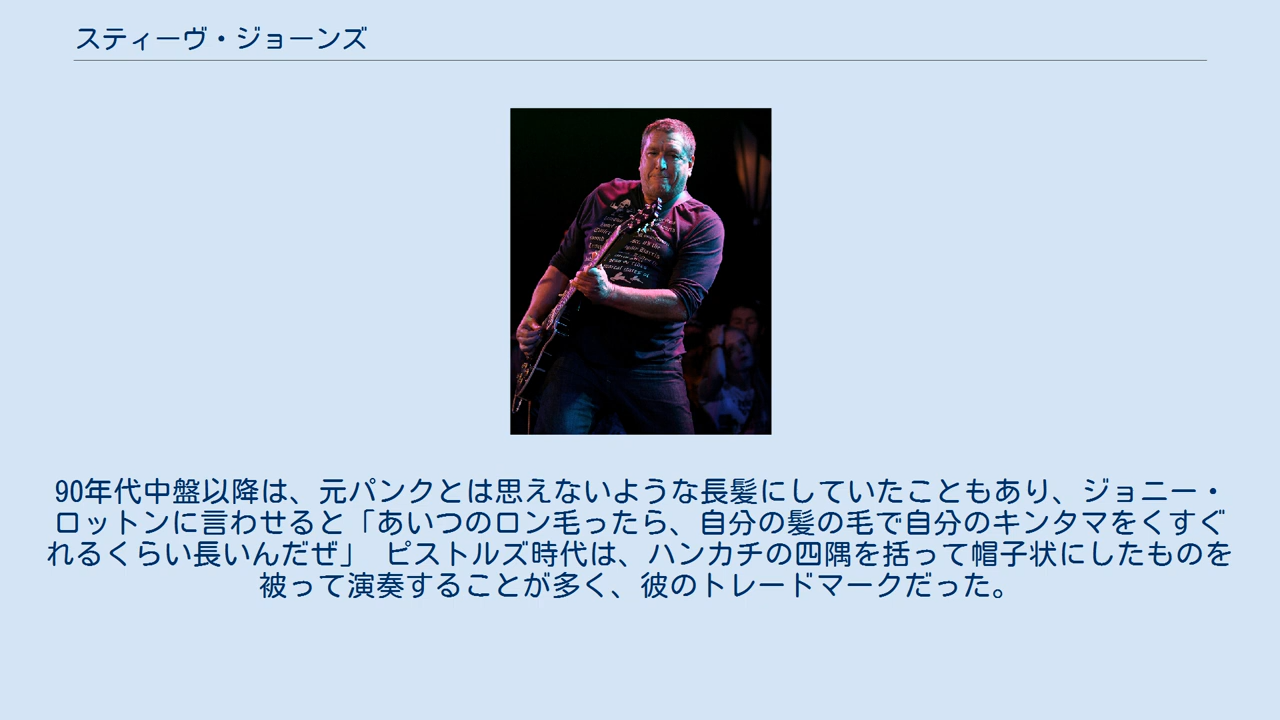 スティーヴ・ジョーンズ
90年代中盤以降は、元パンクとは思えないような長髪にしていたこともあり、ジョニー・
ロットンに言わせると「あいつのロン毛ったら、自分の髪の毛で自分のキンタマをくすぐ
れるくらい長いんだぜ」 ピストルズ時代は、ハンカチの四隅を括って帽子状にしたものを
被って演奏することが多く、彼のトレードマークだった。